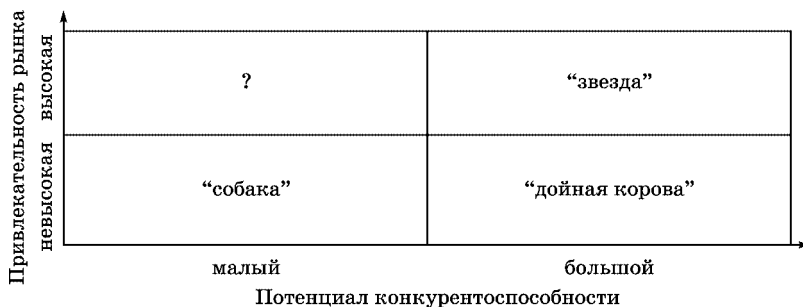 Привлекательность рынка
высокая
невысокая
?
“звезда”
“собака”
“дойная корова”
малый
большой
Потенциал конкурентоспособности